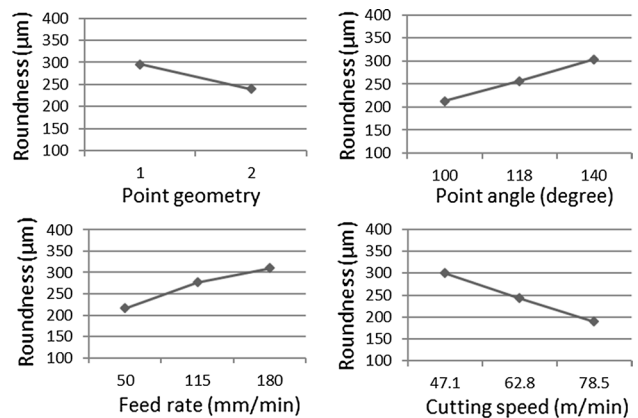 Roundness (µm)
400
350
300
250
200
150
100
1 2
Point geometry
Roundness (µm)
400
350
300
250
200
150
100
100 118 140
Point angle (degree)
Roundness (µm)
400
350
300
250
200
150
100
50 115 180
Feed rate (mm/min)
Roundness (µm)
400
350
300
250
200
150
100
47.1 62.8 78.5
Cutting speed (m/min)